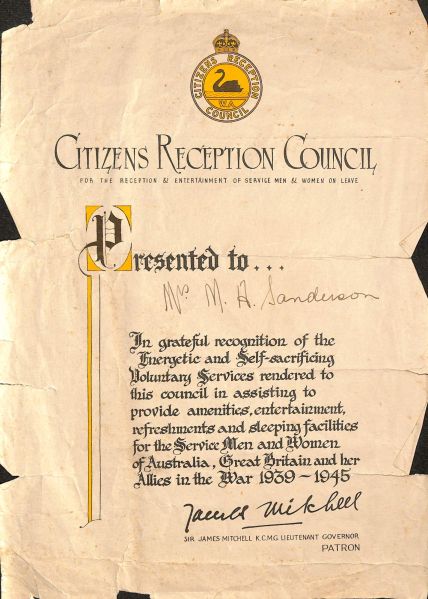 CITIZENS RECEPTION
WA
COUNCIL
CITIZENS RECEPTION COUNCIL
FOR THE RECEPTION & ENTERTAINMENT OF SERVICE MEN & WOMEN ON LEAVE
Presented to...
Mrs M. A. Sanderson
In grateful recognition of the
Energetic and Self-sacrificing
Voluntary Services rendered to
this council in assisting to
provide amenities, entertainment,
refreshments and sleeping facilities
for the Service Men and Women
of Australia, Great Britain and her
Allies in the War 1939-1945
James Mitchell
SIR JAMES MITCHELL K.C.M.G. LIEUTENANT GOVERNOR
PATRON